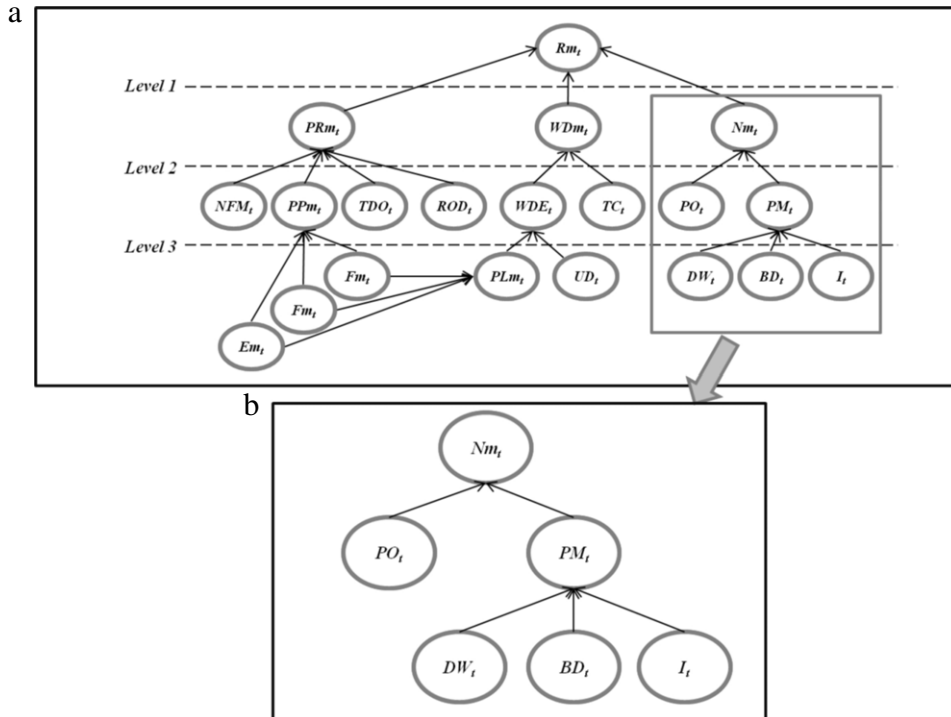 a
Rm_t
Level 1
PRm_t WDm_t Nm_t
Level 2
NFM_t PPm_t TDO_t ROD_t WDE_t TC_t PO_t PM_t
Level 3
Fm_t PLm_t UD_t DW_t BD_t I_t
Fm_t
Em_t
b
Nm_t
PO_t PM_t
DW_t BD_t I_t